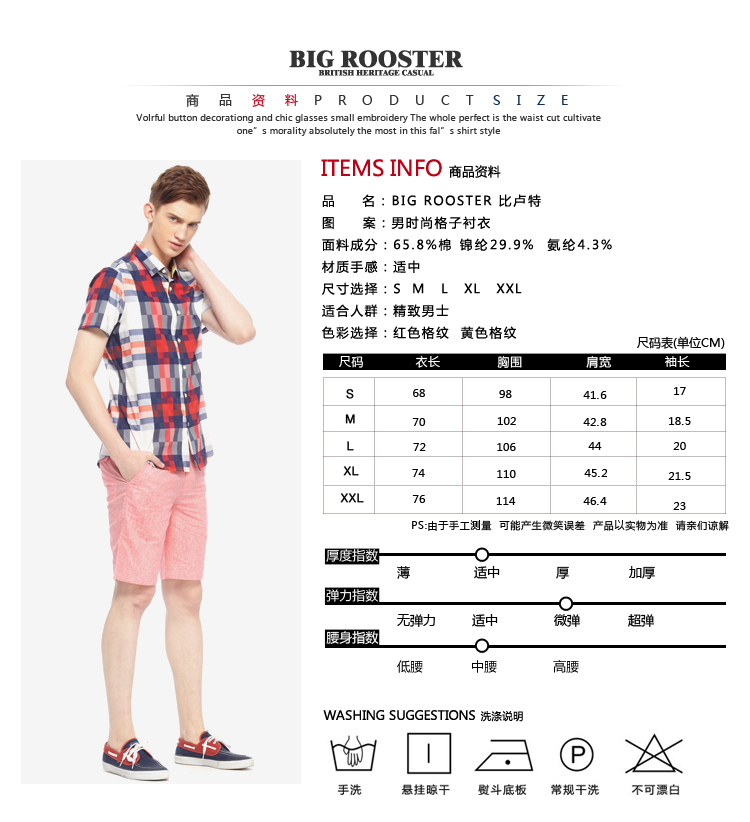 BIG ROOSTER
BRITISH HERITAGE CASUAL
商品资料PRODUCT SIZE
Volrful button decorationg and chic glasses small embroidery The whole perfect is the waist cut cultivate
one”s morality absolutely the most in this fal”s shirt style
ITEMS INFO 商品资料
品 名：BIG ROOSTER 比卢特
图 案：男时尚格子衬衣
面料成分：65.8%棉 锦纶29.9% 氨纶4.3%
材质手感：适中
尺寸选择：S M L XL XXL
适合人群：精致男士
色彩选择：红色格纹 黄色格纹
尺码表(单位CM)
尺码 衣长 胸围 肩宽 袖长
S 68 98 41.6 17
M 70 102 42.8 18.5
L 72 106 44 20
XL 74 110 45.2 21.5
XXL 76 114 46.4 23
PS:由于手工测量 可能产生微笑误差 产品以实物为准 请亲们谅解
厚度指数
薄 适中 厚 加厚
弹力指数
无弹力 适中 微弹 超弹
腰身指数
低腰 中腰 高腰
WASHING SUGGESTIONS 洗涤说明
P
手洗 悬挂晾干 熨斗底板 常规干洗 不可漂白